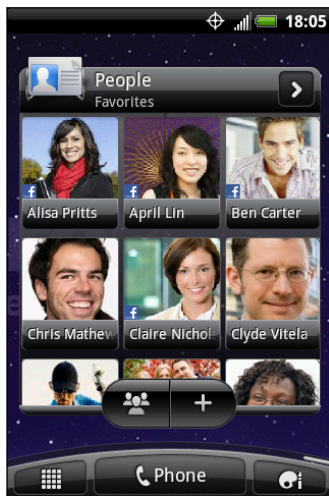 18:05
People
Favorites
Alisa Pritts
April Lin
Ben Carter
Chris Mathew
Claire Nichol
Clyde Vitela
Phone